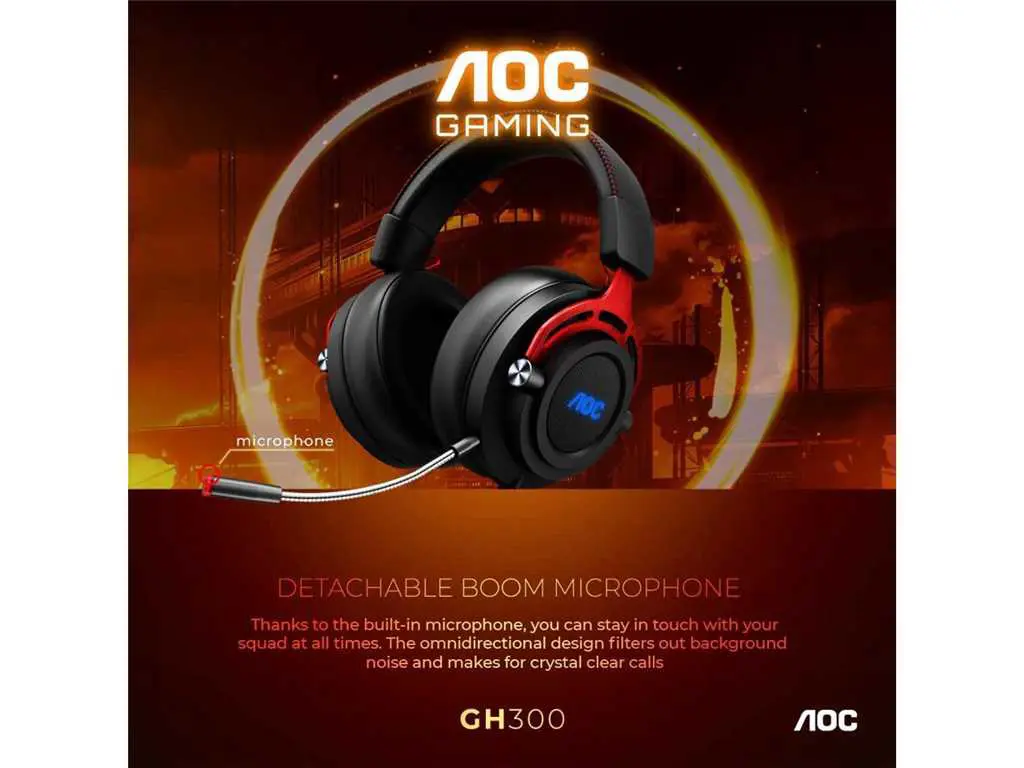 AOC
GAMING
AOC
microphone
DETACHABLE BOOM MICROPHONE
Thanks to the built-in microphone, you can stay in touch with your
squad at all times. The omnidirectional design filters out background
noise and makes for crystal clear calls
GH300
AOC